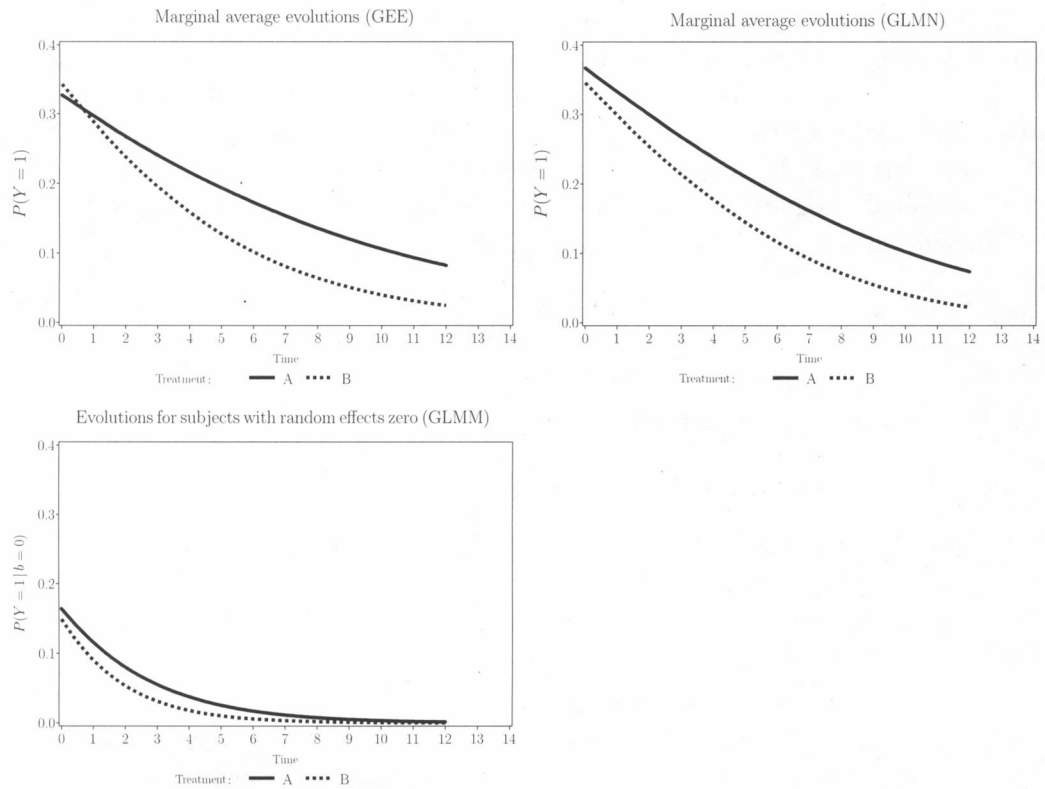 Marginal average evolutions (GEE)
0.4
0.3
0.2
0.1
0.0
P(Y = 1)
0 1 2 3 4 5 6 7 8 9 10 11 12 13 14
Time
Treatment: A B
Marginal average evolutions (GLMN)
0.4
0.3
0.2
0.1
0.0
P(Y = 1)
0 1 2 3 4 5 6 7 8 9 10 11 12 13 14
Time
Treatment: A B
Evolutions for subjects with random effects zero (GLMM)
0.4
0.3
0.2
0.1
0.0
P(Y = 1 | b = 0)
0 1 2 3 4 5 6 7 8 9 10 11 12 13 14
Time
Treatment: A B